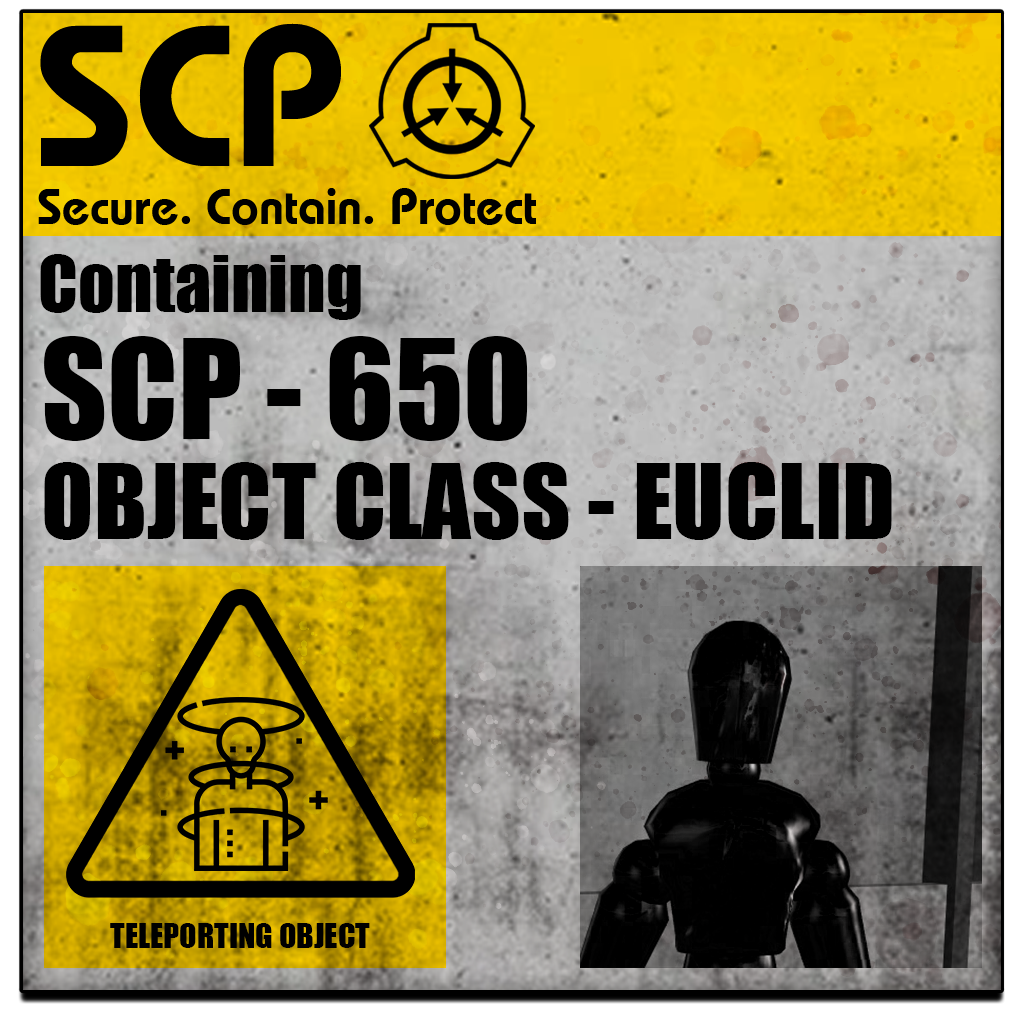 SCP
Secure. Contain. Protect
Containing
SCP - 650
OBJECT CLASS - EUCLID
TELEPORTING OBJECT